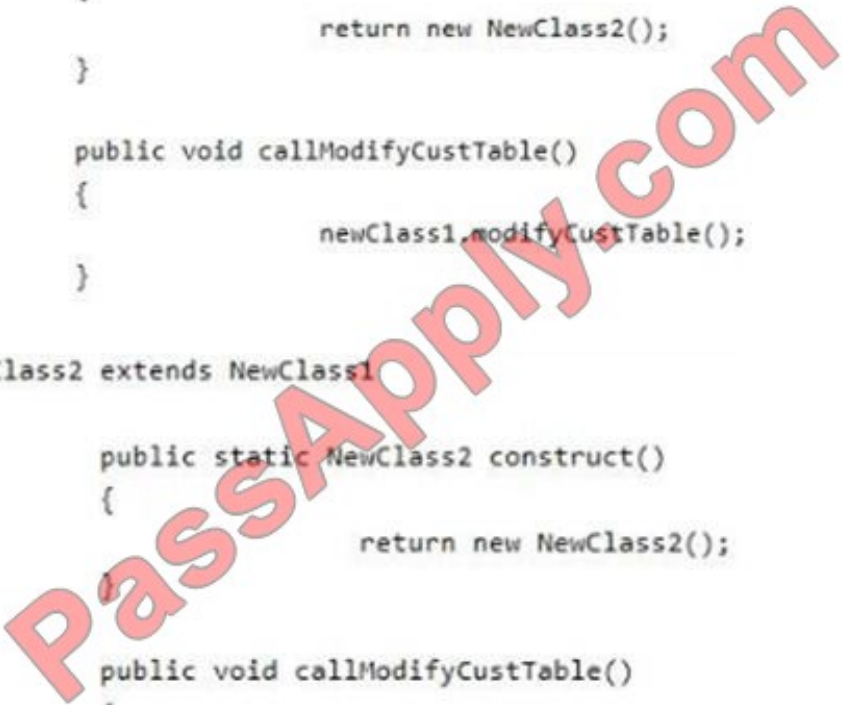 return new NewClass2();
}
public void callModifyCustTable()
{
newClass1.modifyCustTable();
}
Class2 extends NewClass1
public static NewClass2 construct()
{
return new NewClass2();
}
public void callModifyCustTable()
PassApply.com